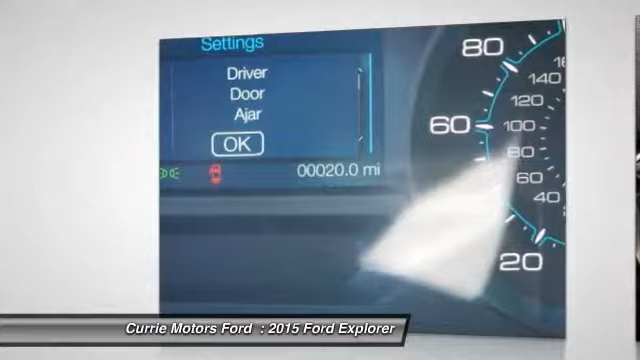 Settings
Driver
Door
Ajar
OK
00020.0 mi
80
60
20
140
120
100
80
60
40
Currie Motors Ford : 2015 Ford Explorer